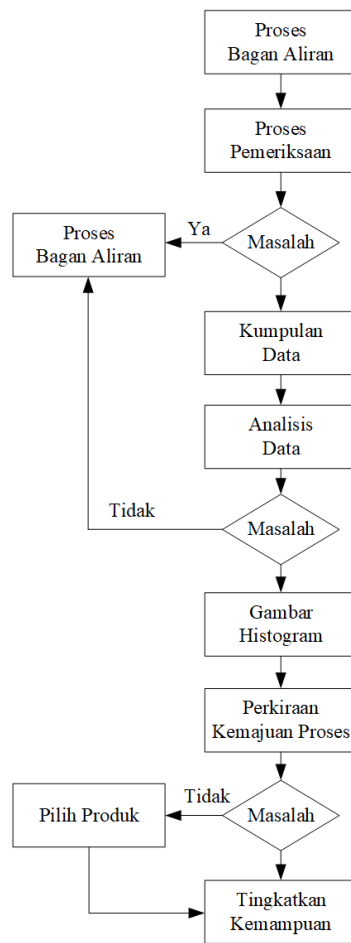 Proses
Bagan Aliran
Proses
Pemeriksaan
Masalah
Ya
Proses
Bagan Aliran
Kumpulan
Data
Analisis
Data
Masalah
Tidak
Gambar
Histogram
Perkiraan
Kemajuan Proses
Masalah
Tidak
Pilih Produk
Tingkatkan
Kemampuan